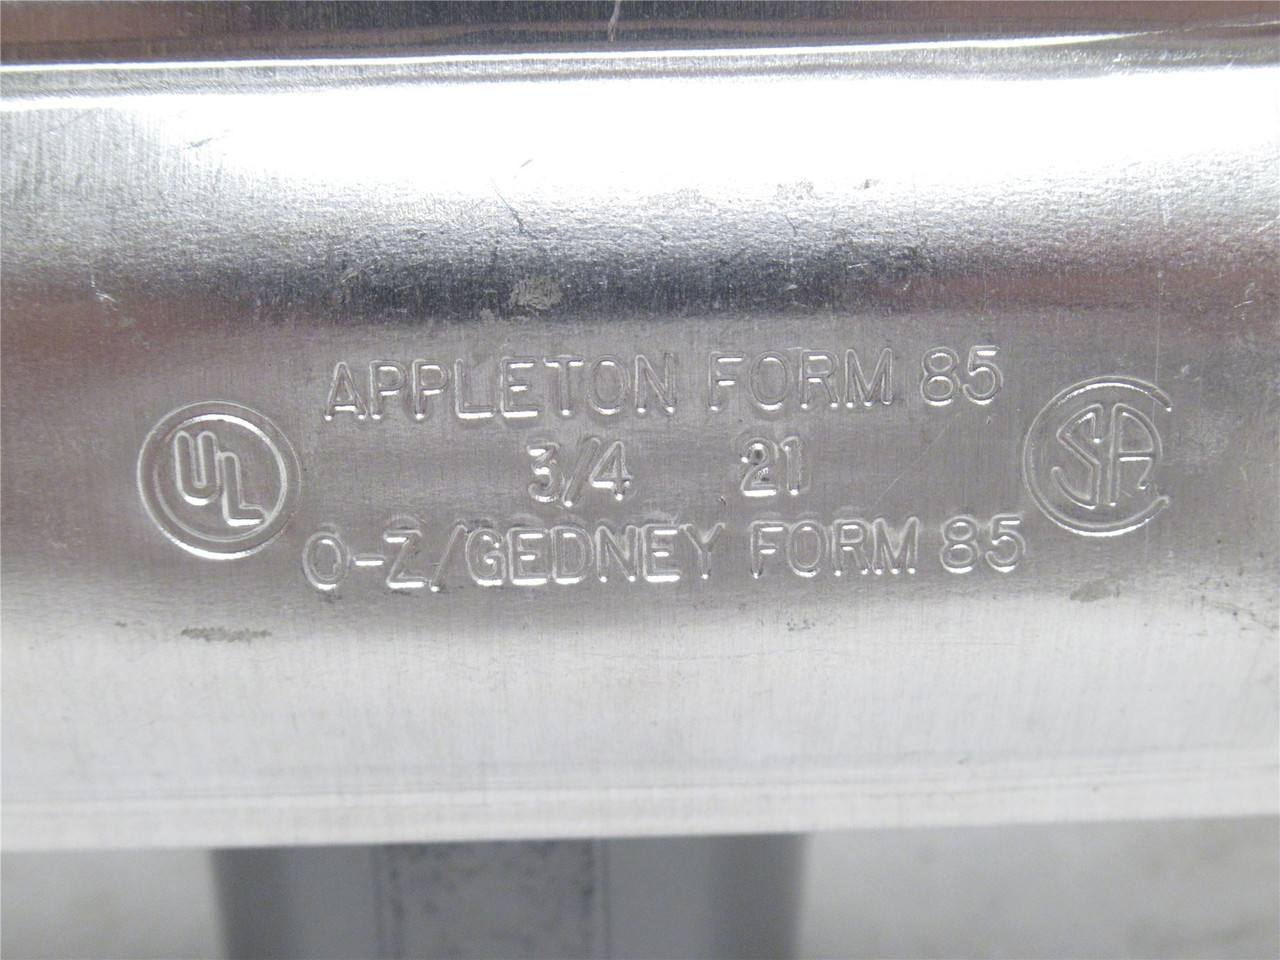 APPLETON FORM 85
UL 3/4 21 SA
O-Z/GEDNEY FORM 85